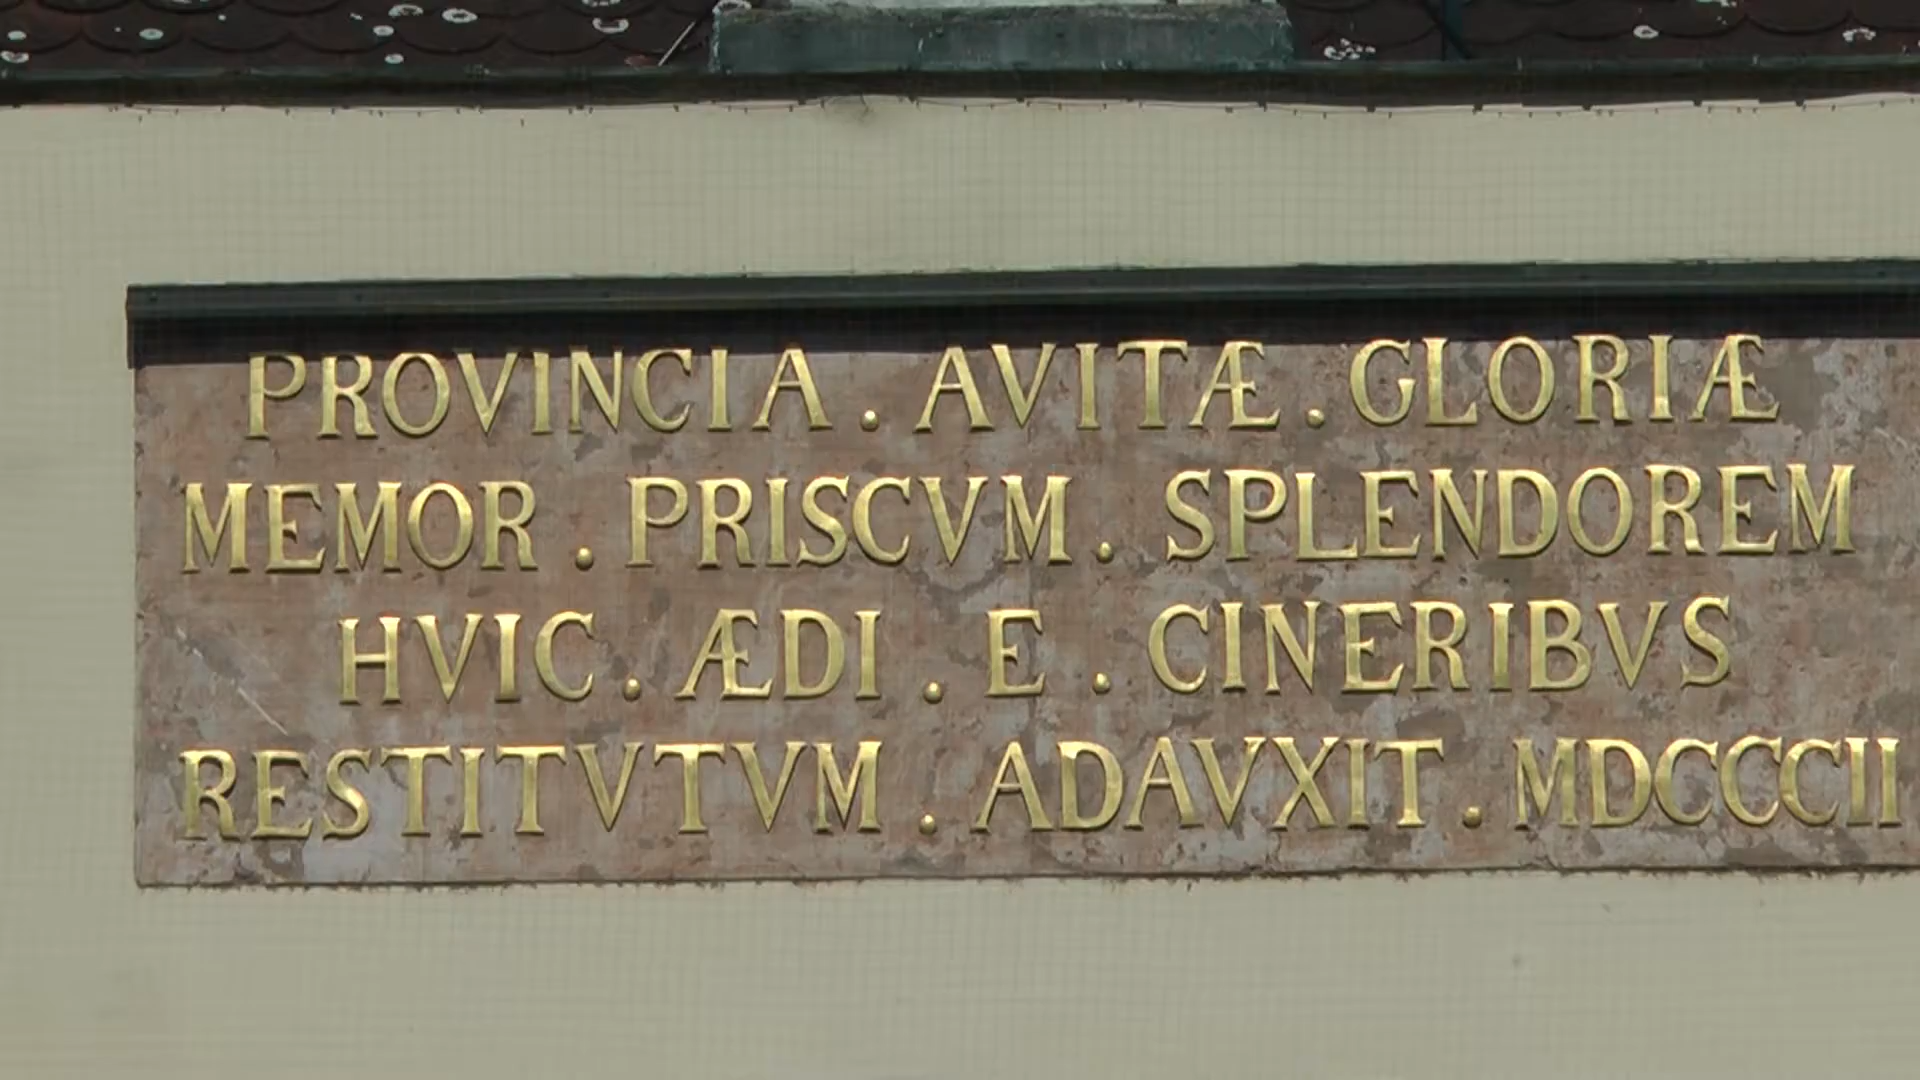 PROVINCIA . AVITÆ . GLORIÆ
MEMOR . PRISCVM . SPLENDOREM
HVIC . ÆDI . E . CINERIBVS
RESTITVTVM . ADAVXIT . MDCCCII